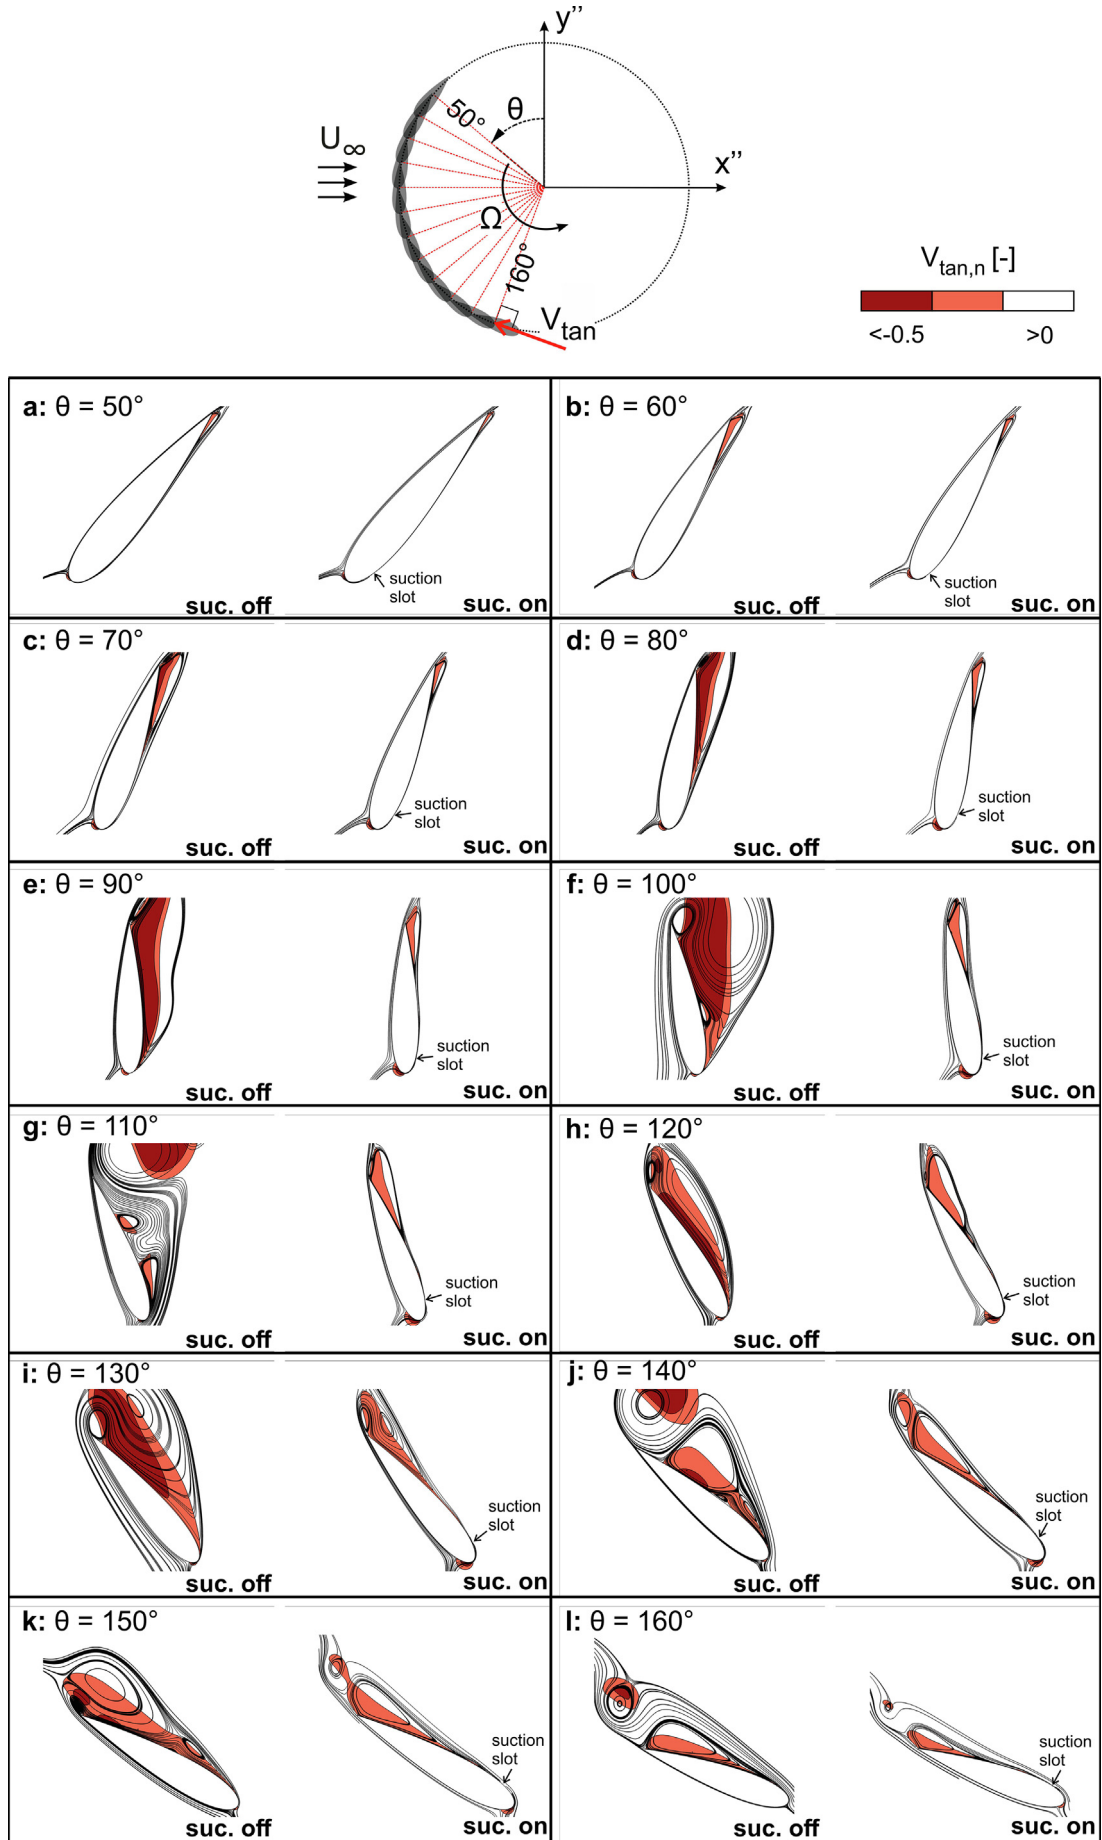 y’’
50°
θ
U∞
x’’
Ω
160°
Vtan
Vtan,n [-]
<-0.5 >0
a: θ = 50°
suction
slot
suc. off suc. on
b: θ = 60°
suction
slot
suc. off suc. on
c: θ = 70°
suction
slot
suc. off suc. on
d: θ = 80°
suction
slot
suc. off suc. on
e: θ = 90°
suction
slot
suc. off suc. on
f: θ = 100°
suction
slot
suc. off suc. on
g: θ = 110°
suction
slot
suc. off suc. on
h: θ = 120°
suction
slot
suc. off suc. on
i: θ = 130°
suction
slot
suc. off suc. on
j: θ = 140°
suction
slot
suc. off suc. on
k: θ = 150°
suction
slot
suc. off suc. on
l: θ = 160°
suction
slot
suc. off suc. on